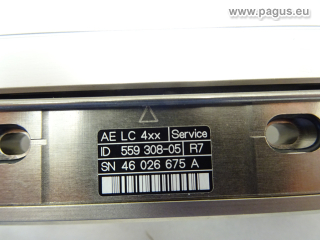 www.pagus.eu
AE LC 4xx Service
ID 559 308-05 R7
SN 46 026 675 A